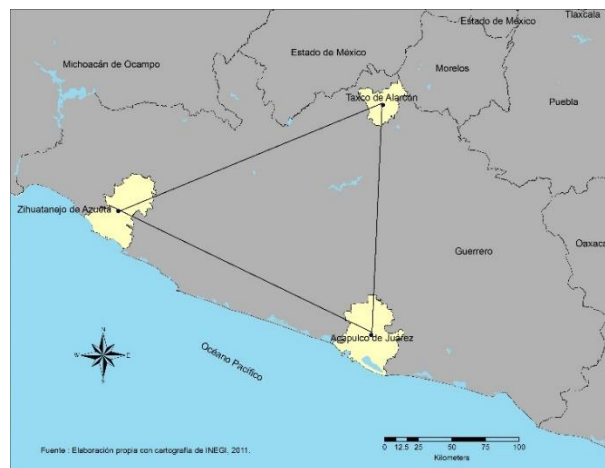 Estado de México
Tlaxcala
Estado de México
Michoacán de Ocampo
Morelos
Taxco de Alarcón
Puebla
Zihuatanejo de Azueta
Guerrero
Oaxaca
Acapulco de Juárez
N
W
E
S
Océano Pacífico
Fuente : Elaboración propia con cartografía de INEGI, 2011.
0 12.5 25 50 75 100
Kilometers